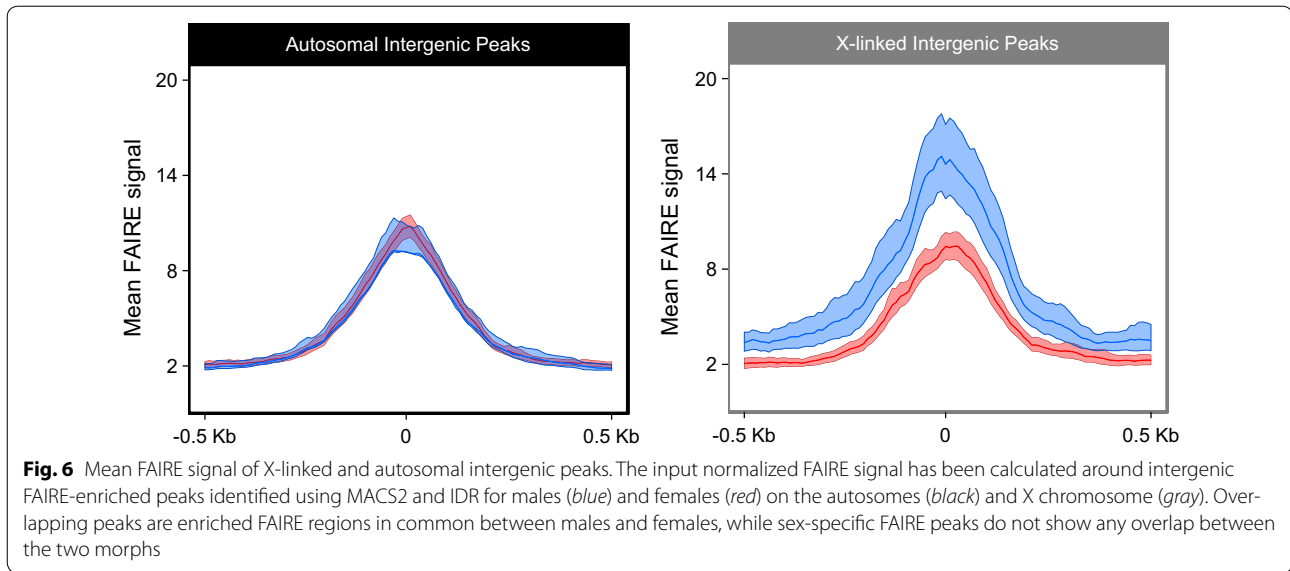 Autosomal Intergenic Peaks
Mean FAIRE signal
20
14
8
2
-0.5 Kb
0
0.5 Kb
X-linked Intergenic Peaks
Mean FAIRE signal
20
14
8
2
-0.5 Kb
0
0.5 Kb
Fig. 6 Mean FAIRE signal of X-linked and autosomal intergenic peaks. The input normalized FAIRE signal has been calculated around intergenic
FAIRE-enriched peaks identified using MACS2 and IDR for males (blue) and females (red) on the autosomes (black) and X chromosome (gray). Over-
lapping peaks are enriched FAIRE regions in common between males and females, while sex-specific FAIRE peaks do not show any overlap between
the two morphs